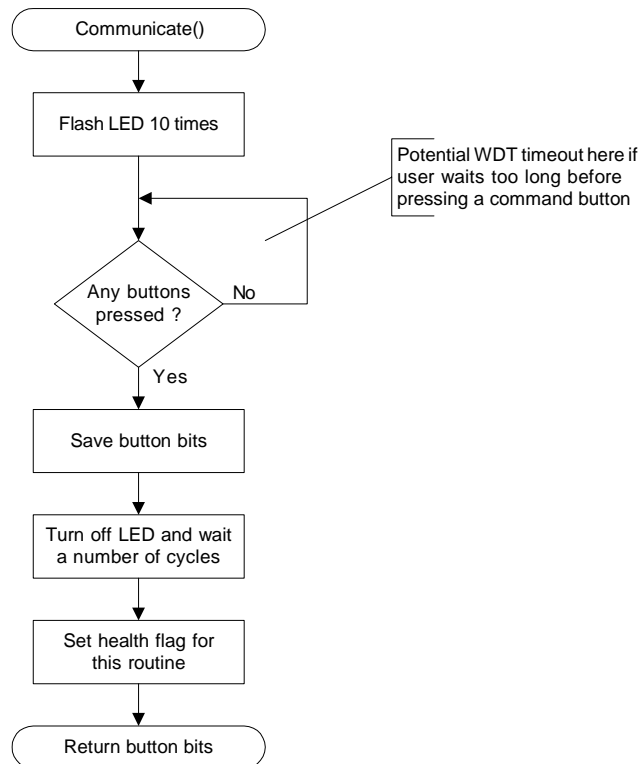 Communicate()
Flash LED 10 times
Potential WDT timeout here if
user waits too long before
pressing a command button
Any buttons
pressed ?
No
Yes
Save button bits
Turn off LED and wait
a number of cycles
Set health flag for
this routine
Return button bits